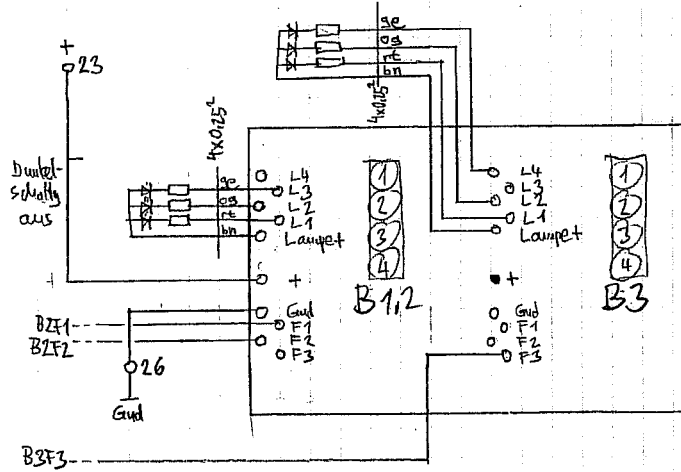 ge
og
rt
bn
4x0,25²
+
23
4x0,25²
Dunkel-
schaltg
aus
ge
og
rt
bn
L4
L3
L2
L1
Lampe+
1
2
3
4
L4
L3
L2
L1
Lampe+
1
2
3
4
+
B1,2
+
B3
B2F1
B2F2
Gnd
F1
F2
F3
Gnd
F1
F2
F3
26
Gnd
B3F3